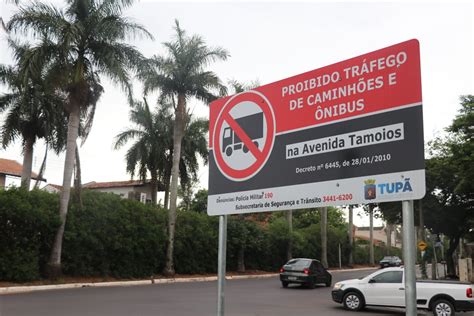 PROIBIDO TRÁFEGO
DE CAMINHÕES E
ÔNIBUS
na Avenida Tamoios
Decreto nº 6445, de 28/01/2010
Denúncias: Polícia Militar 190
Subsecretaria de Segurança e Trânsito 3441-6200
TUPÃ